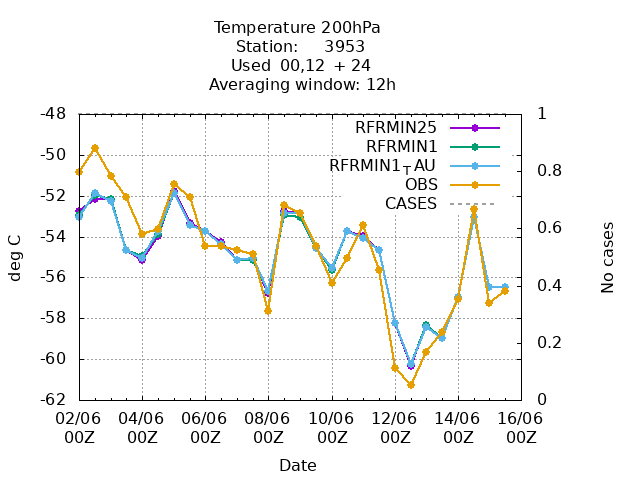 Temperature 200hPa
Station: 3953
Used 00,12 + 24
Averaging window: 12h
-48
-50
-52
-54
-56
-58
-60
-62
deg C
1
0.8
0.6
0.4
0.2
0
No cases
RFRMIN25
RFRMIN1
RFRMIN1TAU
OBS
CASES
02/06 04/06 06/06 08/06 10/06 12/06 14/06 16/06
00Z 00Z 00Z 00Z 00Z 00Z 00Z 00Z
Date